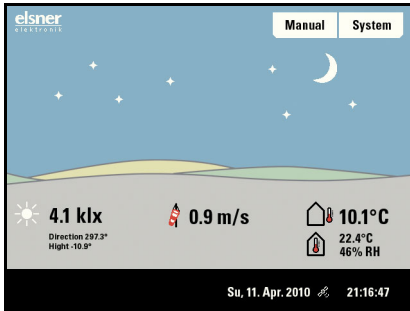 elsner
elektronik
Manual System
4.1 klx
Direction 297.3°
Hight -10.9°
0.9 m/s
10.1°C
22.4°C
46% RH
Su, 11. Apr. 2010 21:16:47